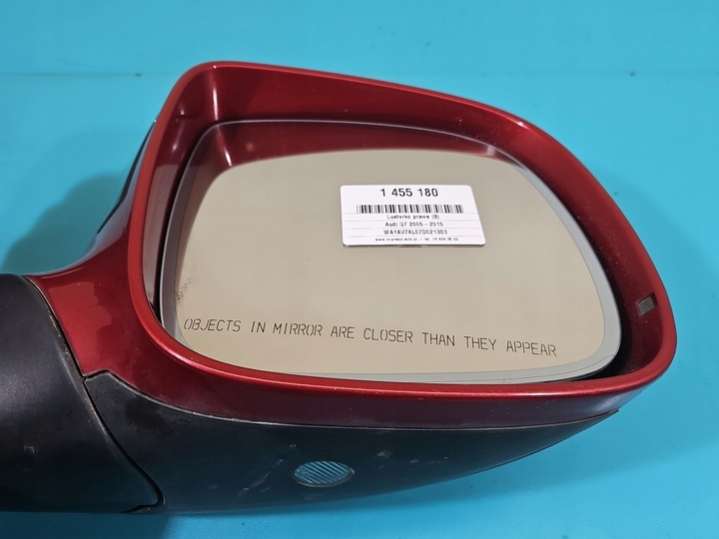 1 455 180
Lusterko prawe (B)
Audi Q7 2005 - 2015
OBJECTS IN MIRROR ARE CLOSER THAN THEY APPEAR